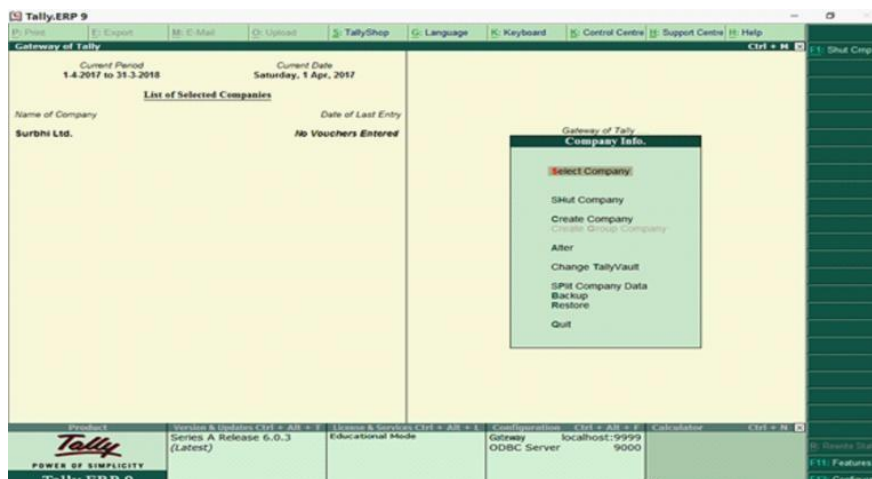 Tally.ERP 9
P: Print E: Export M: E-Mail O: Upload S: TallyShop G: Language K: Keyboard K: Control Centre H: Support Centre H: Help
Gateway of Tally Ctrl + M
F1: Shut Cmp
Current Period Current Date
1-4-2017 to 31-3-2018 Saturday, 1 Apr, 2017
List of Selected Companies
Name of Company Date of Last Entry
Surbhi Ltd. No Vouchers Entered
Gateway of Tally
Company Info.
Select Company
SHut Company
Create Company
Create Group Company
Alter
Change TallyVault
SPlit Company Data
Backup
Restore
Quit
Product Version & Updates Ctrl + Alt + T License & Services Ctrl + Alt + L Configuration Ctrl + Alt + F Calculator Ctrl + N
Tally
POWER OF SIMPLICITY
Tally.ERP 9
Series A Release 6.0.3
(Latest)
Educational Mode
Gateway localhost:9999
ODBC Server 9000
F11: Features